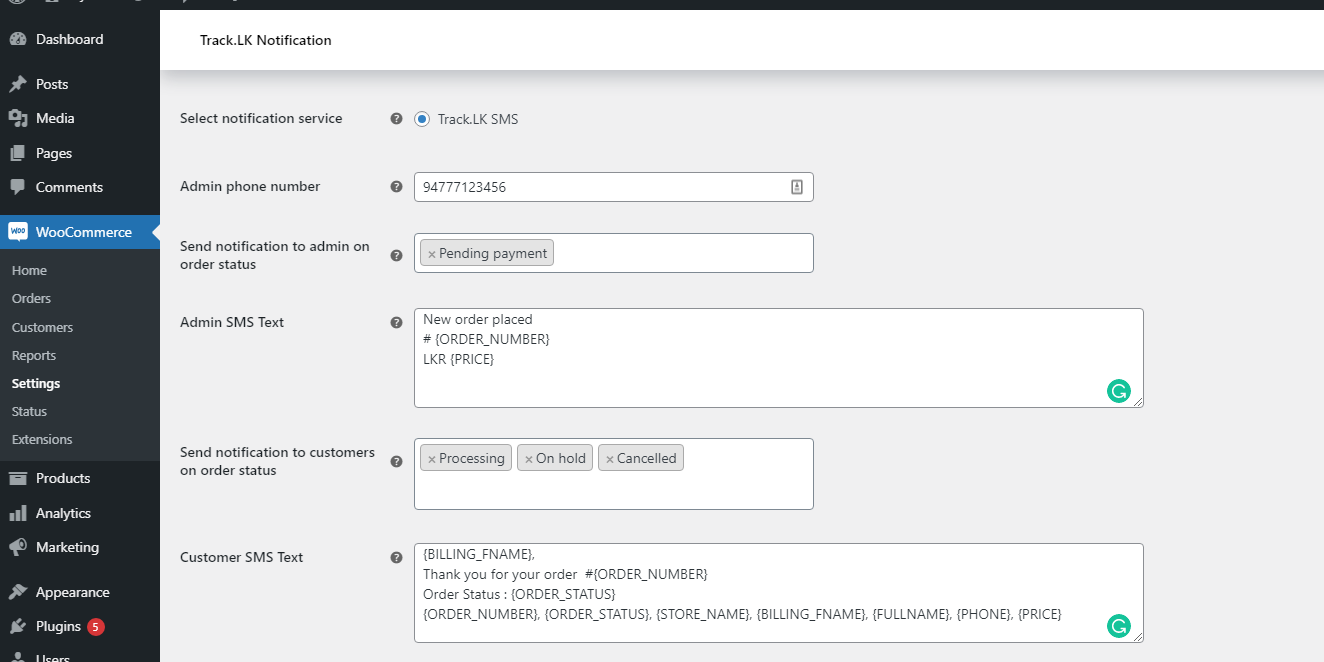 Track.LK Notification
Dashboard
Posts
Media
Pages
Comments
WooCommerce
Home
Orders
Customers
Reports
Settings
Status
Extensions
Products
Analytics
Marketing
Appearance
Plugins 5
Users
Select notification service ? Track.LK SMS
Admin phone number ? 94777123456
Send notification to admin on
order status ? × Pending payment
Admin SMS Text ? New order placed
# {ORDER_NUMBER}
LKR {PRICE}
Send notification to customers
on order status ? × Processing × On hold × Cancelled
Customer SMS Text ? {BILLING_FNAME},
Thank you for your order  #{ORDER_NUMBER}
Order Status : {ORDER_STATUS}
{ORDER_NUMBER}, {ORDER_STATUS}, {STORE_NAME}, {BILLING_FNAME}, {FULLNAME}, {PHONE}, {PRICE}